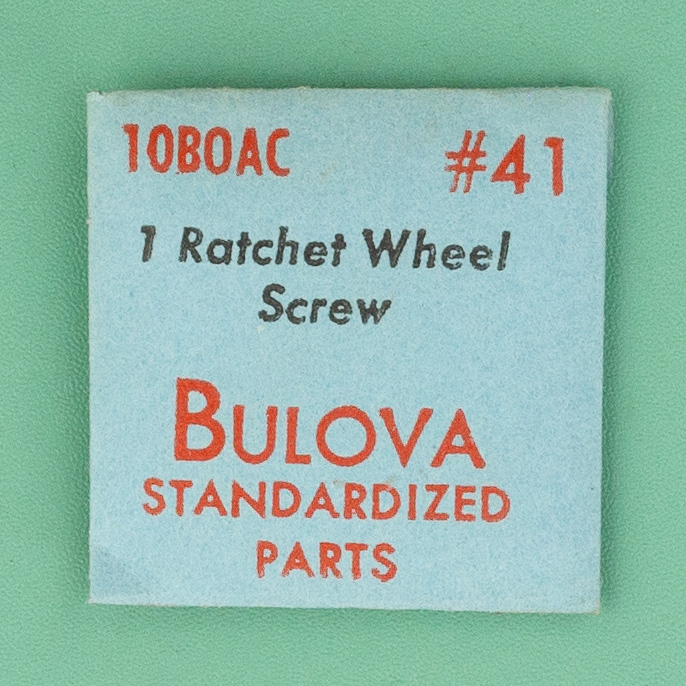 10BOAC #41
1 Ratchet Wheel
Screw
BULOVA
STANDARDIZED
PARTS